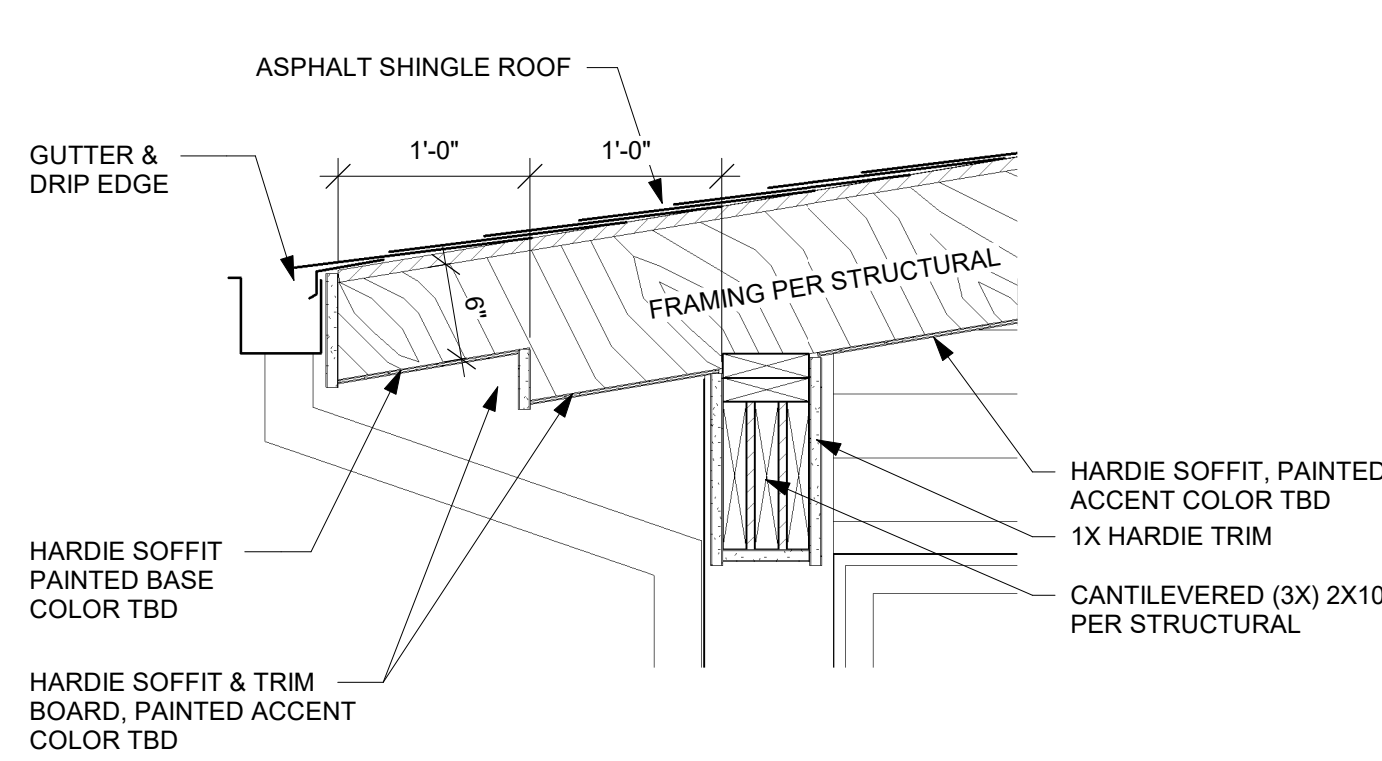 ASPHALT SHINGLE ROOF
GUTTER &
DRIP EDGE
1'-0"
1'-0"
6"
FRAMING PER STRUCTURAL
HARDIE SOFFIT, PAINTED
ACCENT COLOR TBD
1X HARDIE TRIM
CANTILEVERED (3X) 2X10
PER STRUCTURAL
HARDIE SOFFIT
PAINTED BASE
COLOR TBD
HARDIE SOFFIT & TRIM
BOARD, PAINTED ACCENT
COLOR TBD